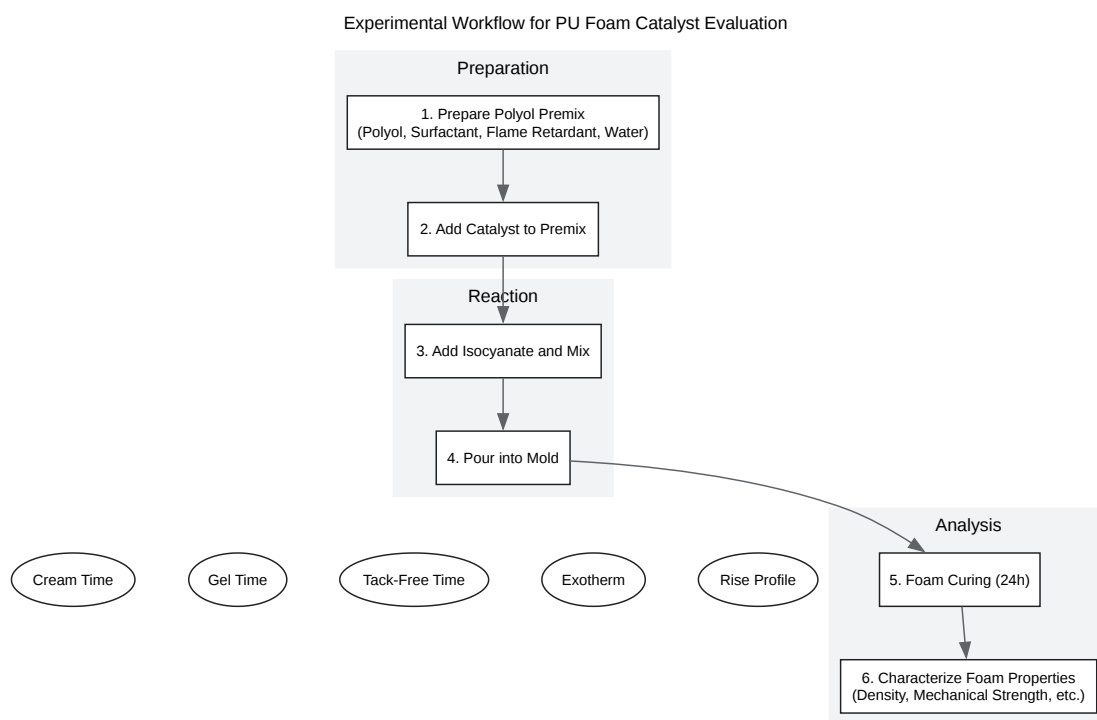 Experimental Workflow for PU Foam Catalyst Evaluation
Preparation
1. Prepare Polyol Premix
(Polyol, Surfactant, Flame Retardant, Water)
2. Add Catalyst to Premix
Reaction
3. Add Isocyanate and Mix
4. Pour into Mold
Analysis
Cream Time
Gel Time
Tack-Free Time
Exotherm
Rise Profile
5. Foam Curing (24h)
6. Characterize Foam Properties
(Density, Mechanical Strength, etc.)